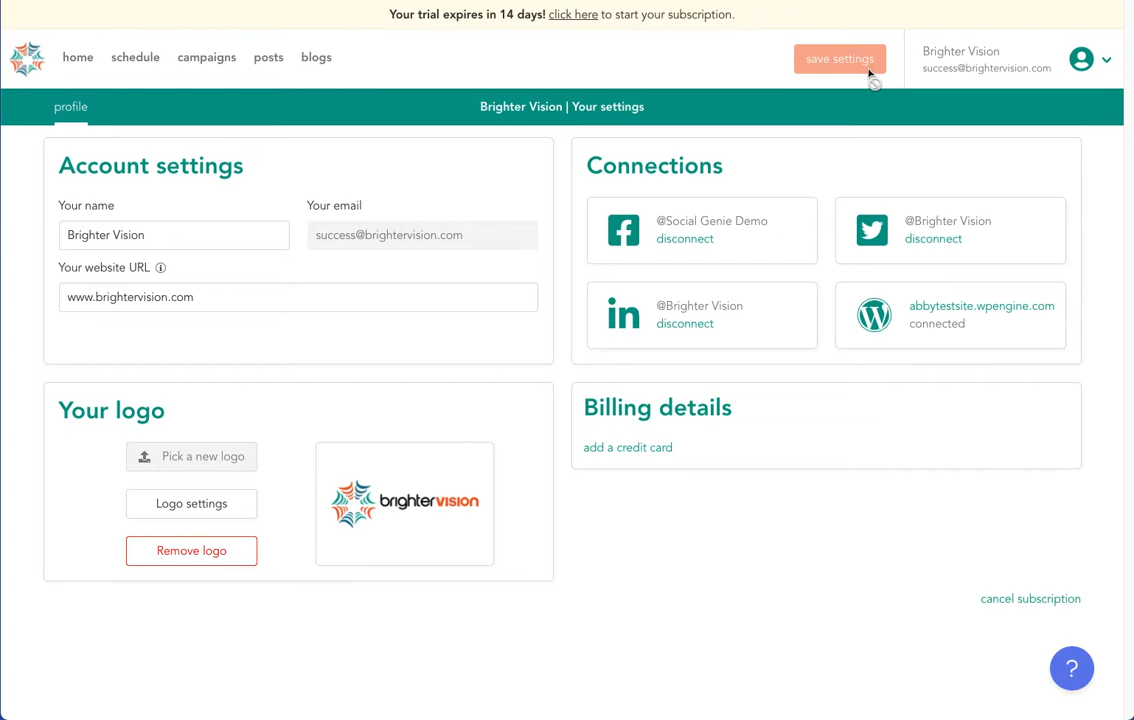 Your trial expires in 14 days! click here to start your subscription.
home schedule campaigns posts blogs
save settings
Brighter Vision
success@brightervision.com
profile
Brighter Vision | Your settings
Account settings
Your name
Your email
Brighter Vision
success@brightervision.com
Your website URL
www.brightervision.com
Connections
@Social Genie Demo
disconnect
@Brighter Vision
disconnect
@Brighter Vision
disconnect
abbytestsite.wpengine.com
connected
Your logo
Pick a new logo
Logo settings
Remove logo
brightervision
Billing details
add a credit card
cancel subscription
?